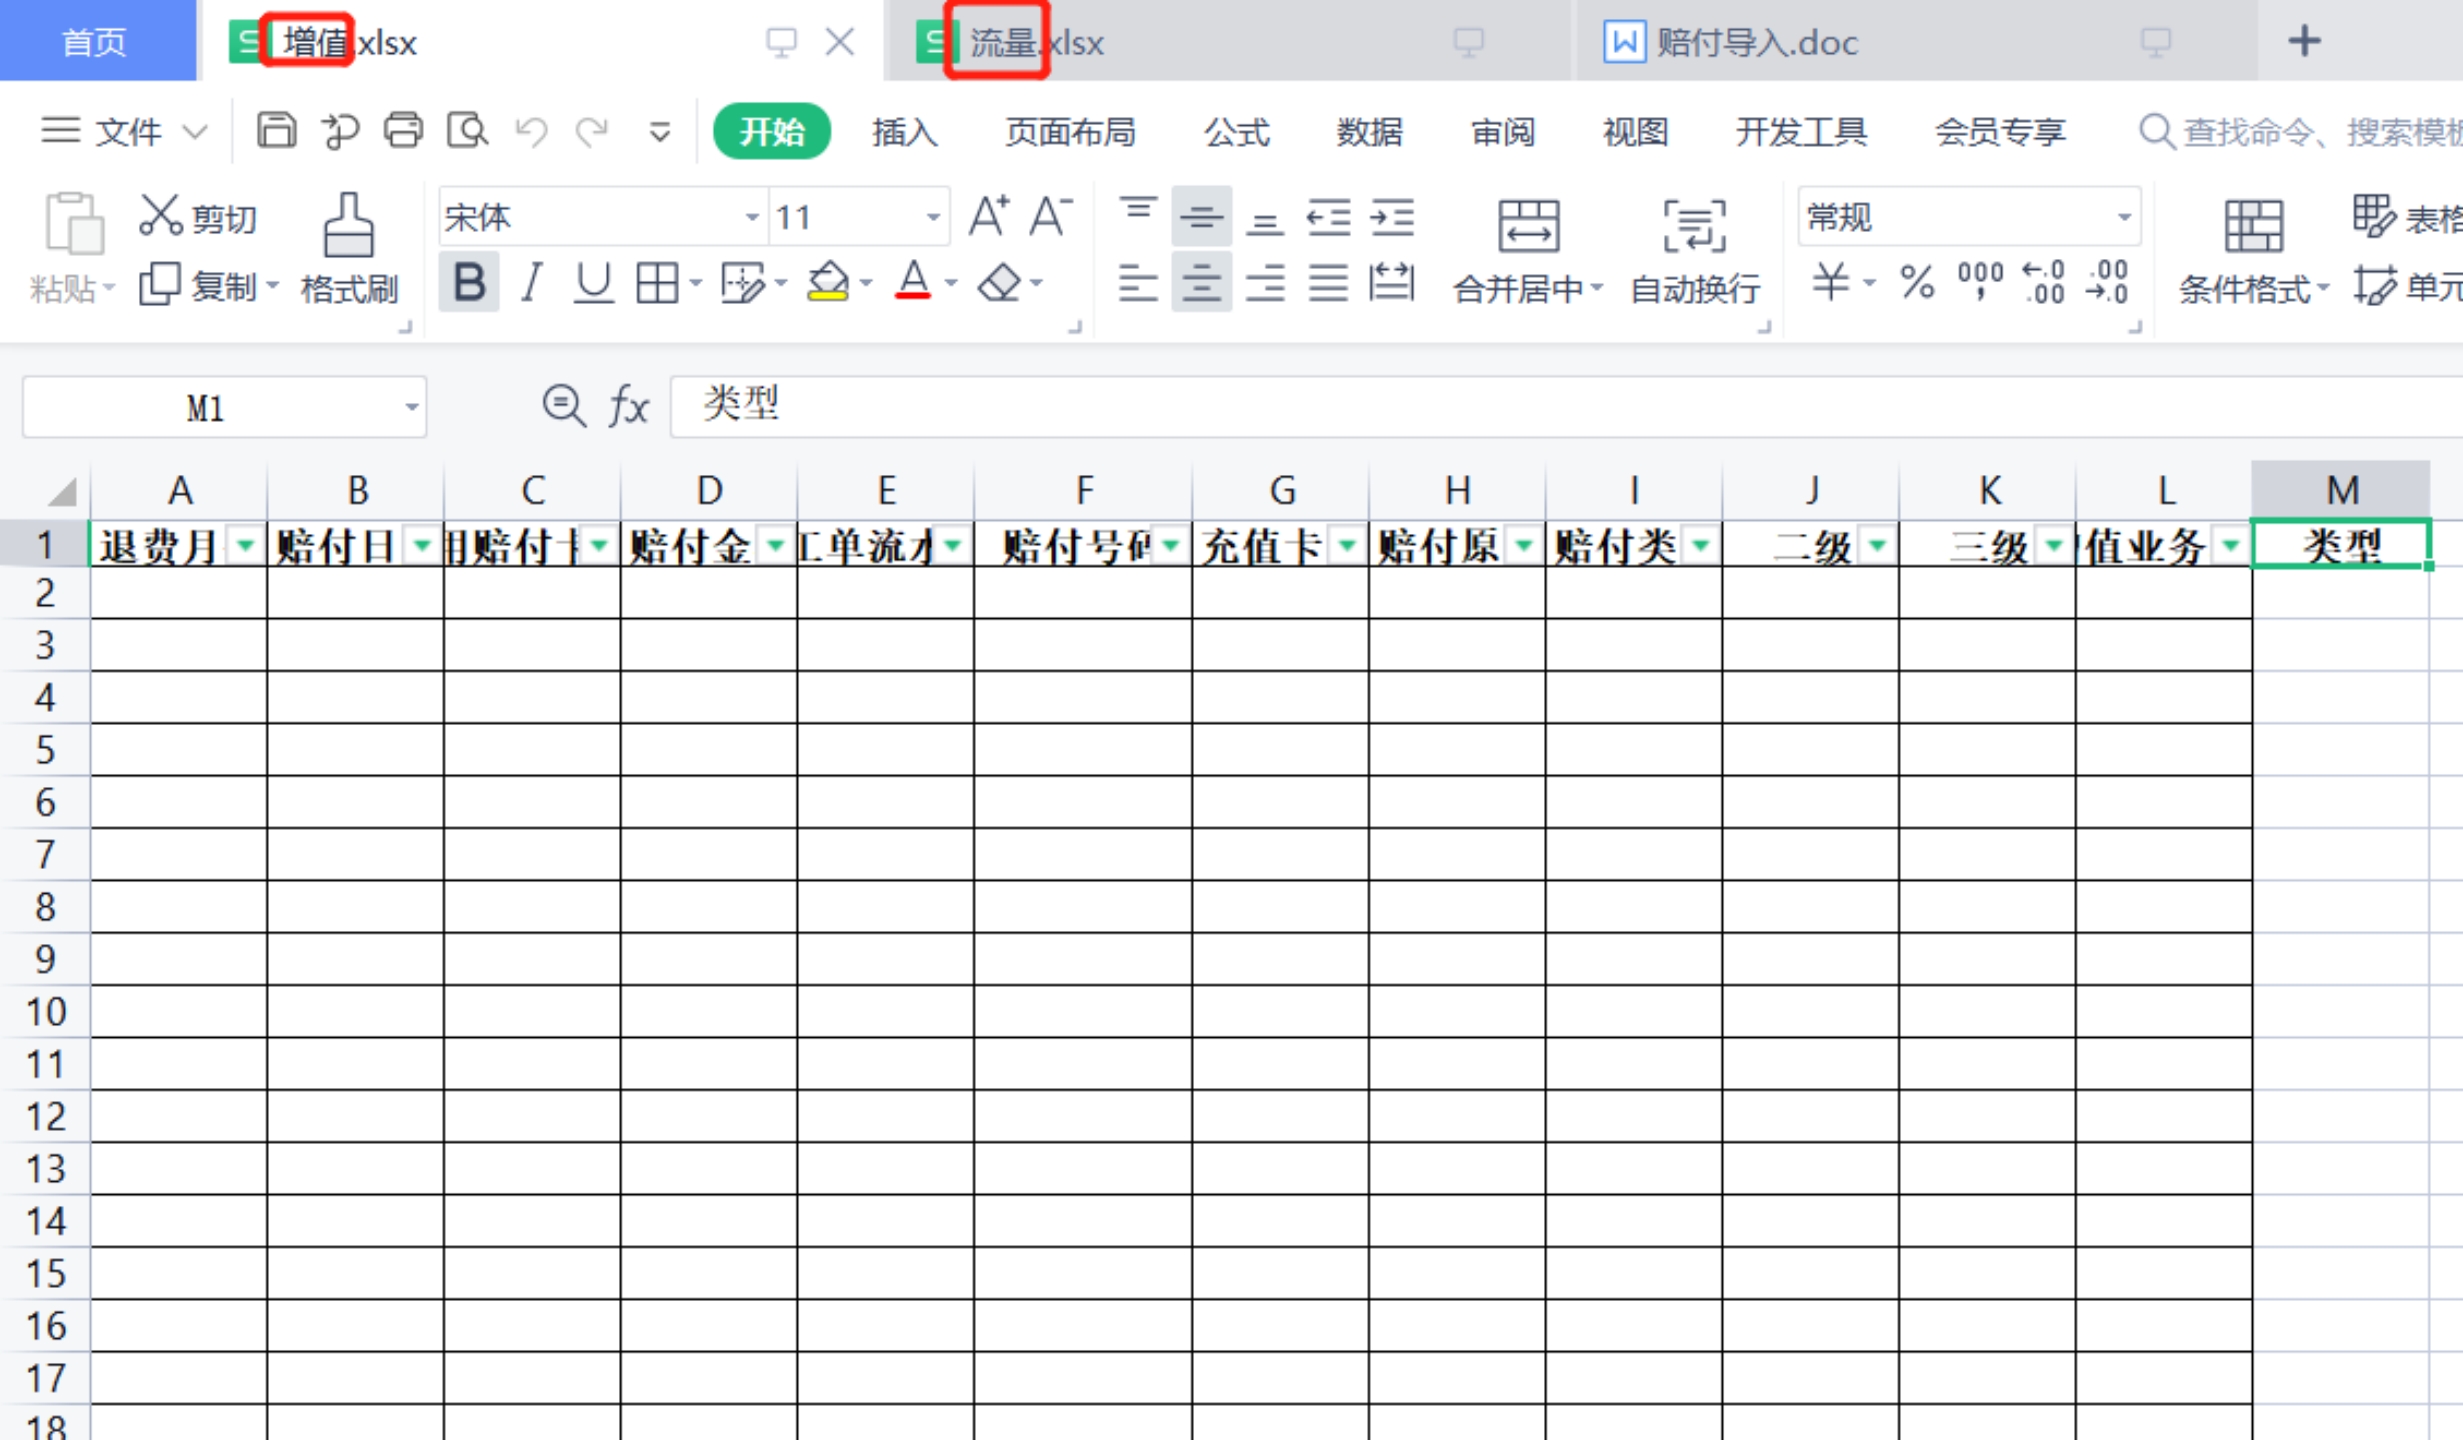 首页 增值.xlsx 流量.xlsx 赔付导入.doc
文件 开始 插入 页面布局 公式 数据 审阅 视图 开发工具 会员专享 查找命令、搜索模
剪切 宋体 11 A+ A- 常规 表格
粘贴 复制 格式刷 B I U A 合并居中 自动换行 ¥ % 000 .0 .00 .00 .0 条件格式 单元
M1 fx 类型
A B C D E F G H I J K L M
1 退费月 赔付日 用赔付卡 赔付金 工单流水 赔付号码 充值卡 赔付原 赔付类 二级 三级 值业务 类型
2
3
4
5
6
7
8
9
10
11
12
13
14
15
16
17
18